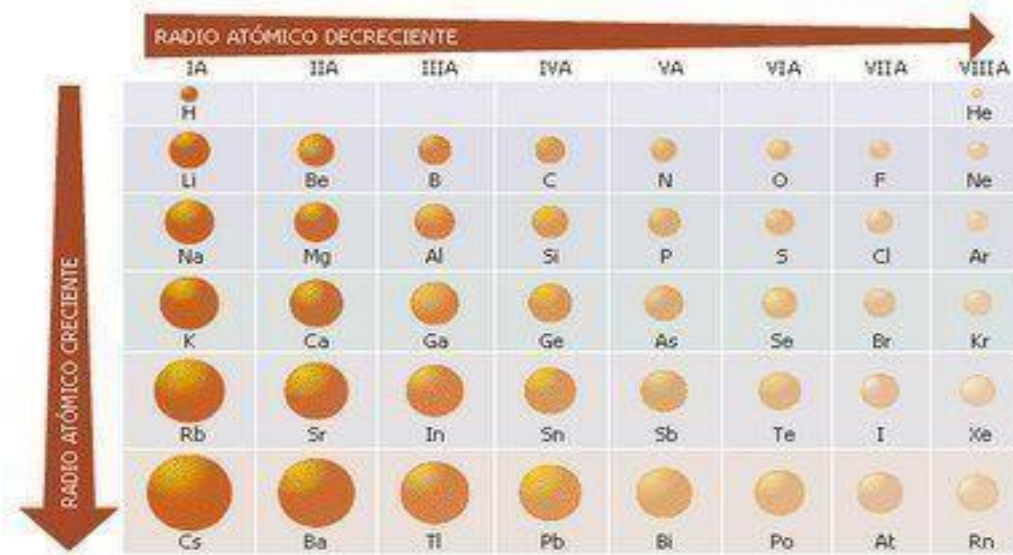 RADIO ATÓMICO DECRECIENTE
IA IIA IIIA IVA VA VIA VIIA VIIIA
RADIO ATÓMICO CRECIENTE
H He
Li Be B C N O F Ne
Na Mg Al Si P S Cl Ar
K Ca Ga Ge As Se Br Kr
Rb Sr In Sn Sb Te I Xe
Cs Ba Tl Pb Bi Po At Rn